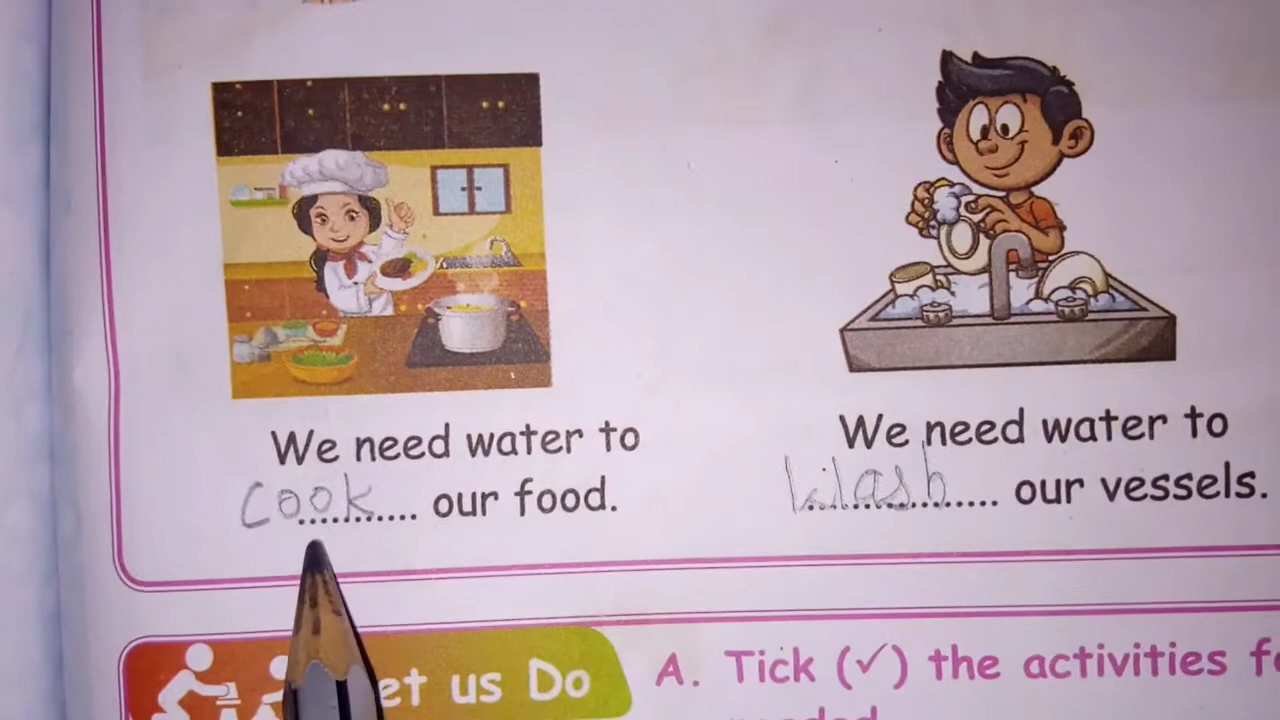 We need water to
cook our food.
We need water to
wash our vessels.
et us Do
A. Tick (✓) the activities
needed